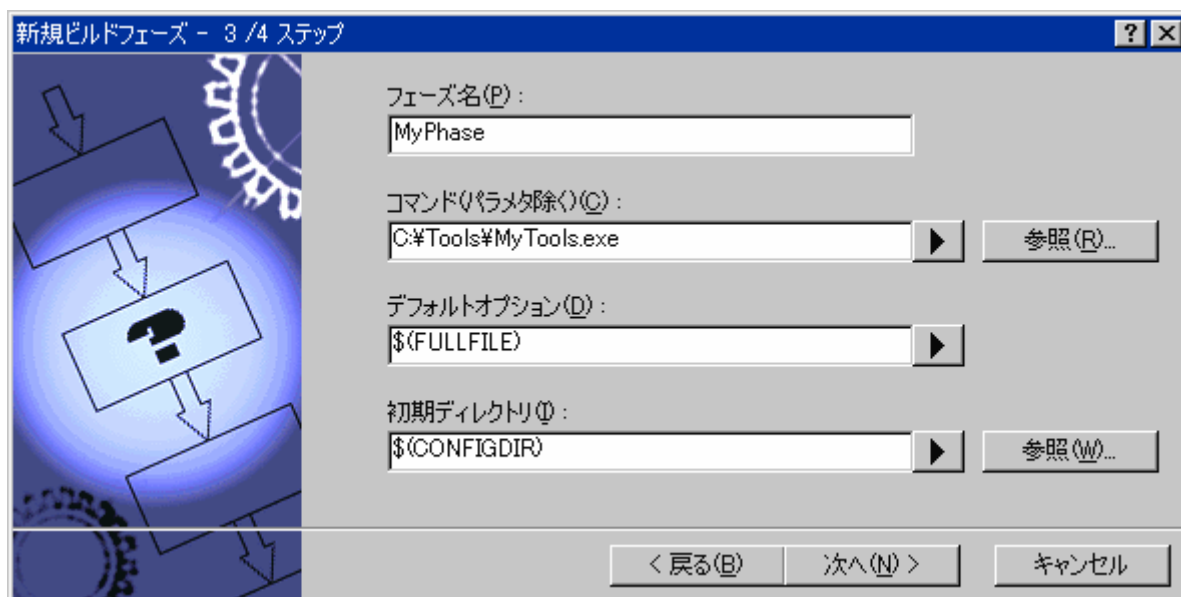 新規ビルドフェーズ - 3 /4 ステップ
フェーズ名(P) :
MyPhase
コマンド(パラメタ除く)(C) :
C:¥Tools¥MyTools.exe
参照(R)...
デフォルトオプション(D) :
$(FULLFILE)
初期ディレクトリ(I) :
$(CONFIGDIR)
参照(W)...
< 戻る(B)
次へ(N) >
キャンセル